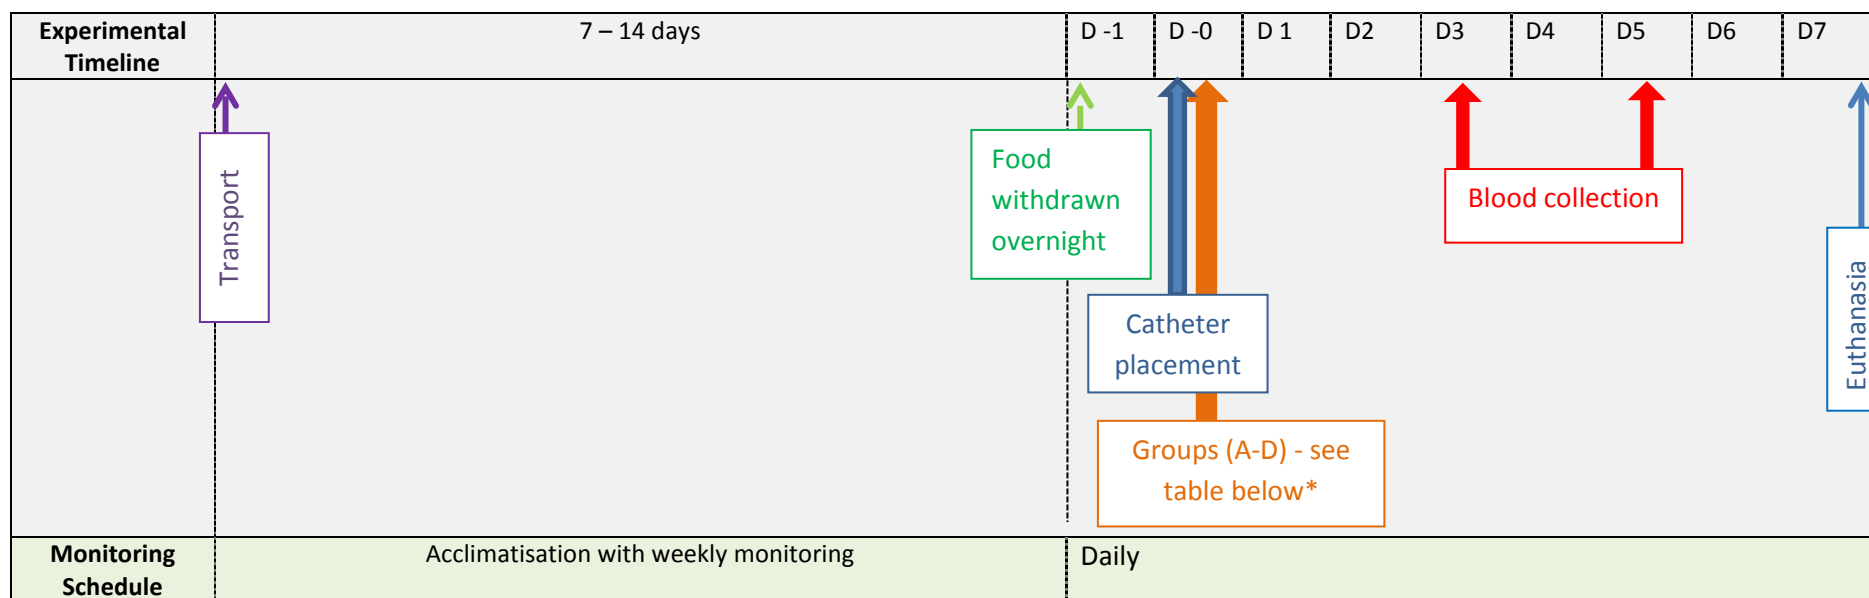 Experimental
Timeline
7 – 14 days
D -1
D -0
D 1
D2
D3
D4
D5
D6
D7
Transport
Food
withdrawn
overnight
Catheter
placement
Groups (A-D) - see
table below*
Blood collection
Euthanasia
Monitoring
Schedule
Acclimatisation with weekly monitoring
Daily